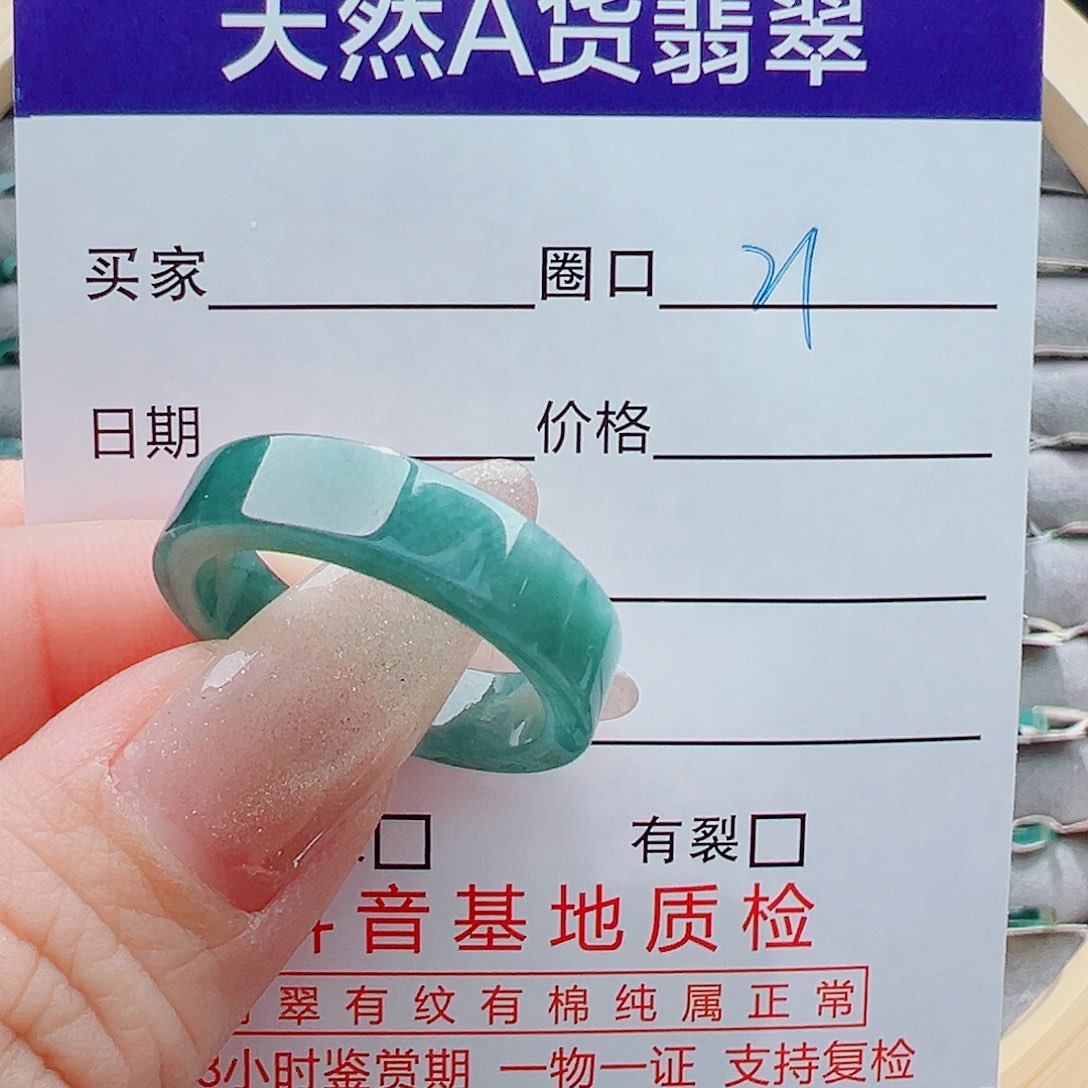 天然A货翡翠
买家 圈口 21
日期 价格
有裂
音基地质检
翠有纹有棉纯属正常
3小时鉴赏期 一物一证 支持复检